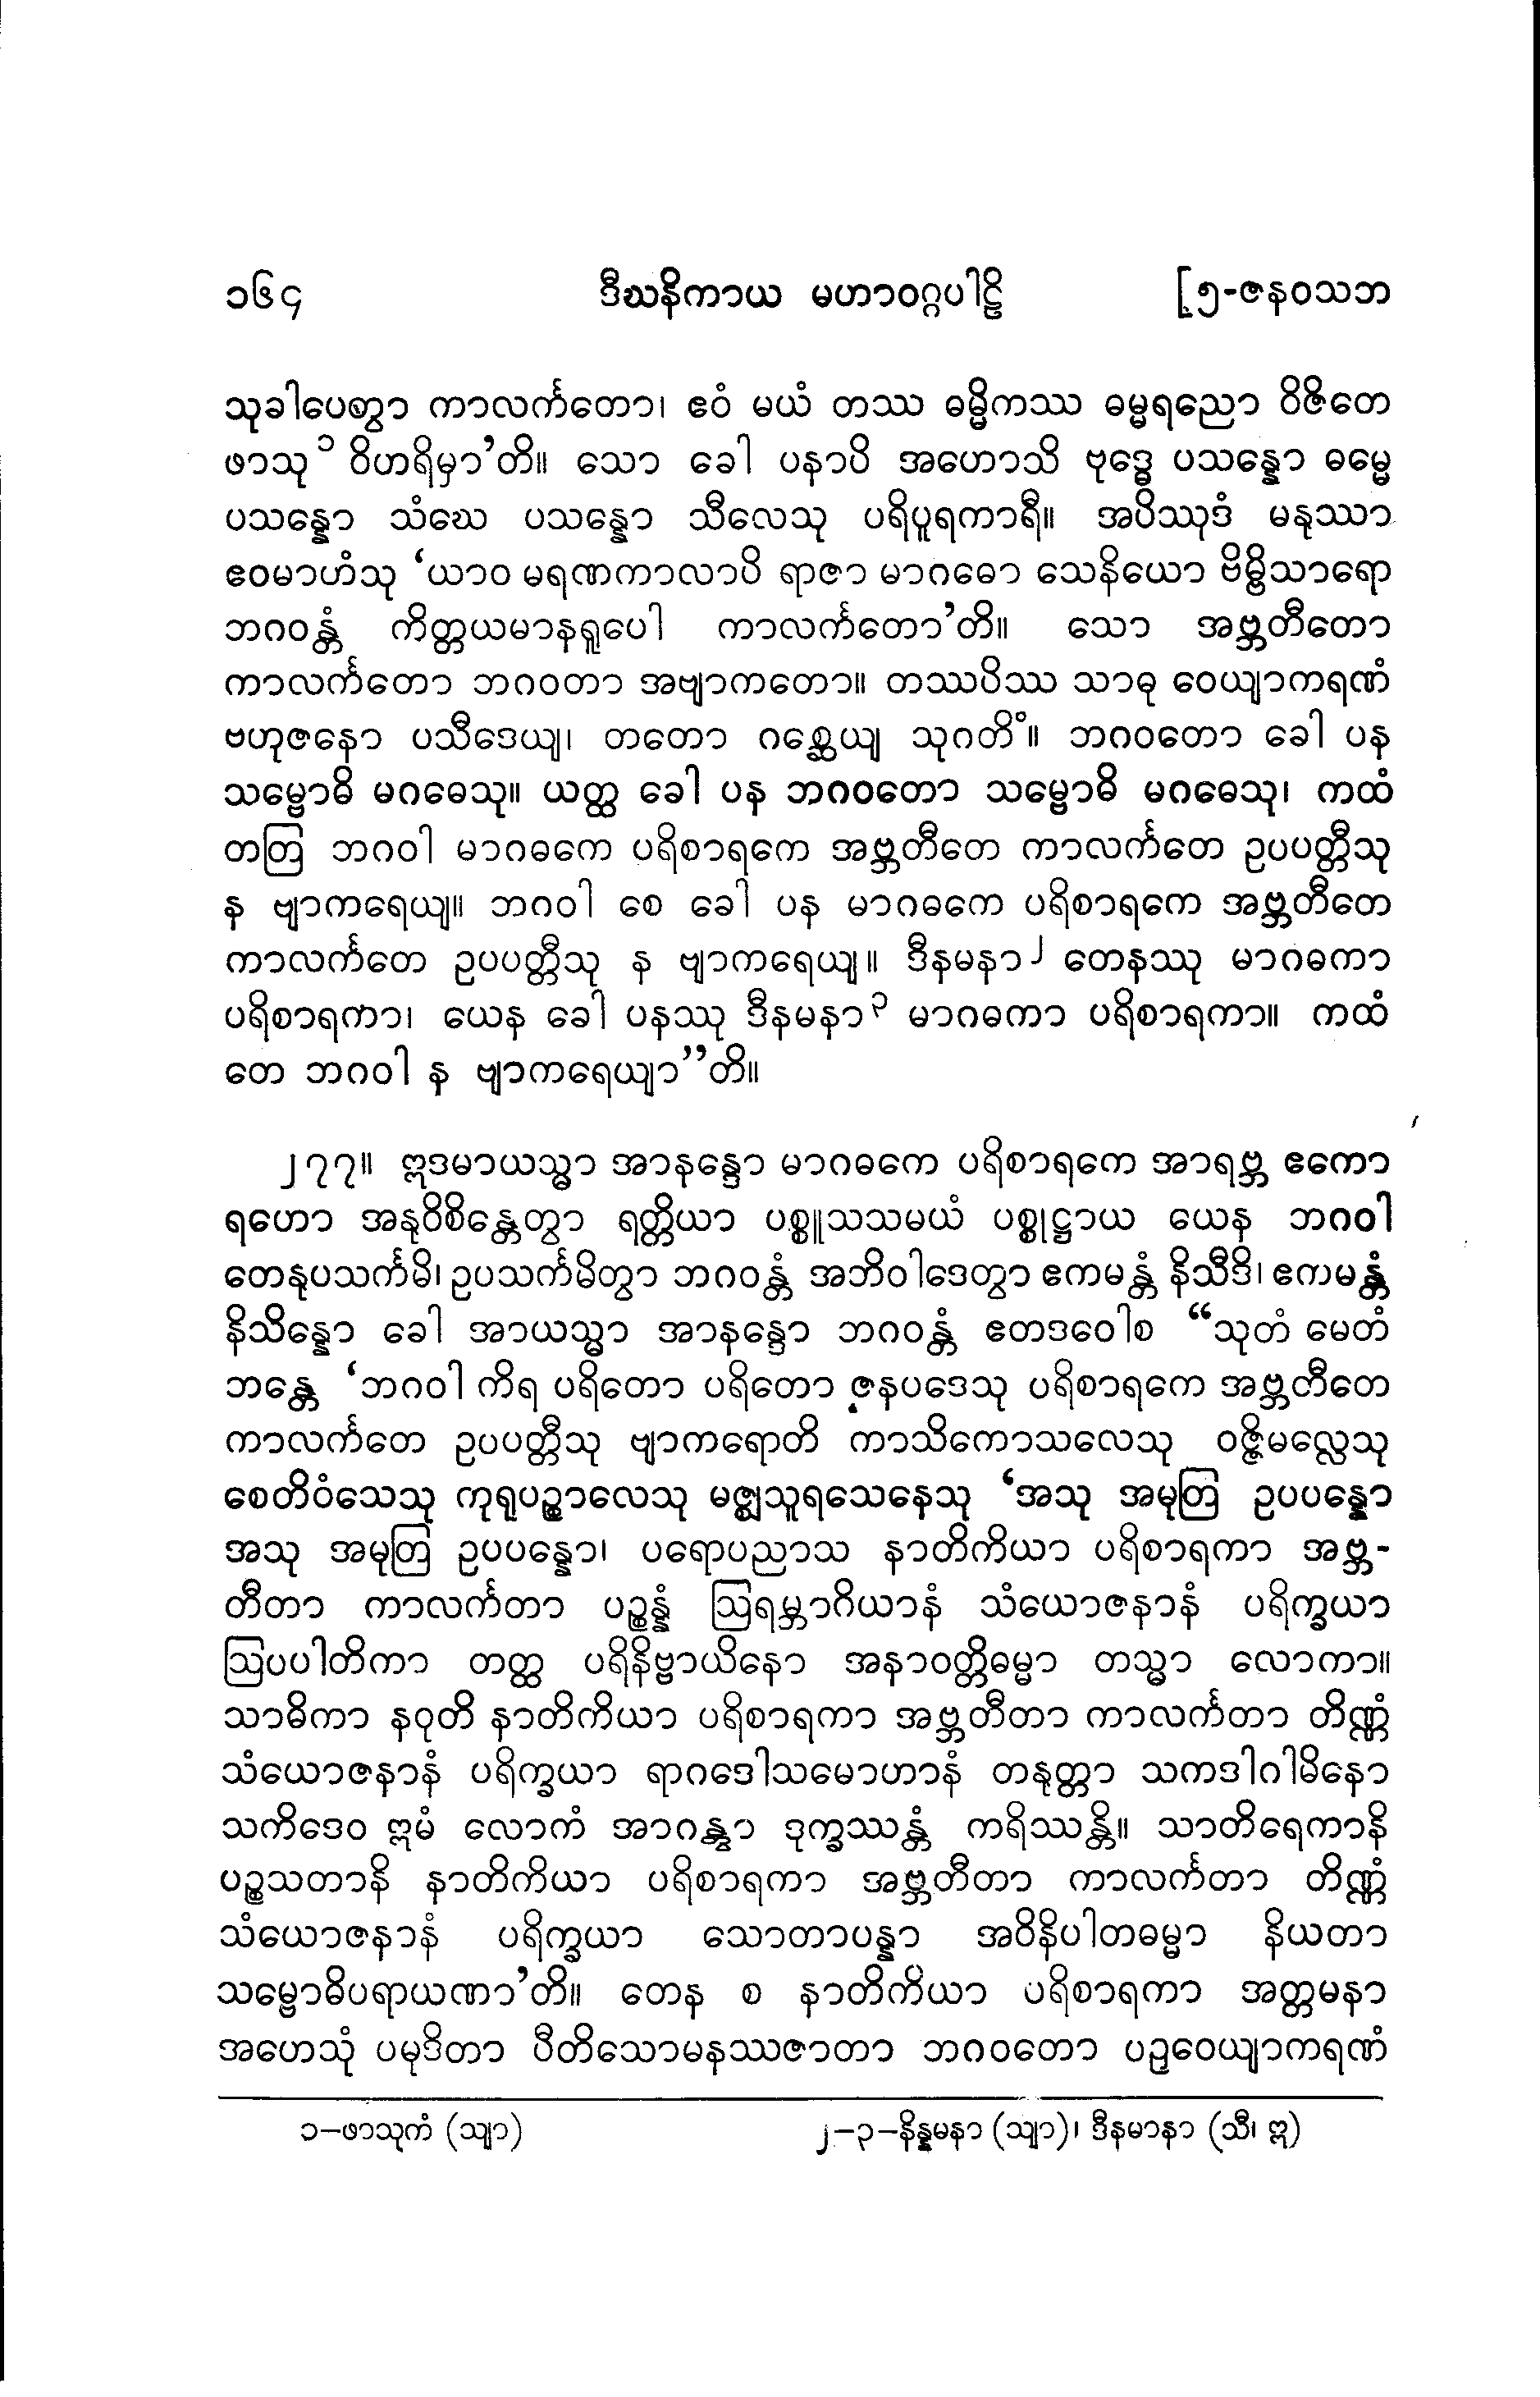 ၁၆၄ ဒီဃနိကာယ မဟာဝဂ္ဂပါဠိ [၅-ဇနဝသဘ
သုခါပေတွာ ကာလင်္ကတော၊ ဧဝံ မယံ တဿ ဓမ္မိကဿ ဓမ္မရညော ဝိဇိတေ
ဖာသု ၁ ဝိဟရိမှာ’တိ။ သော ခေါ ပနာပိ အဟောသိ ဗုဒ္ဓေ ပသန္နော ဓမ္မေ
ပသန္နော သံဃေ ပသန္နော သီလေသု ပရိပူရကာရီ။ အပိဿုဒံ မနုဿာ
ဧဝမာဟံသု ‘ယာဝ မရဏကာလာပိ ရာဇာ မာဂဓော သေနိယော ဗိမ္ဗိသာရော
ဘဂဝန္တံ ကိတ္တယမာနရူပေါ ကာလင်္ကတော’တိ။ သော အဗ္ဘတီတော
ကာလင်္ကတော ဘဂဝတာ အဗျာကတော။ တဿပိဿ သာဓု ဝေယျာကရဏံ
ဗဟုဇနော ပသီဒေယျ၊ တတော ဂစ္ဆေယျ သုဂတိံ။ ဘဂဝတော ခေါ ပန
သမ္ဗောဓိ မဂဓေသု။ ယတ္ထ ခေါ ပန ဘဂဝတော သမ္ဗောဓိ မဂဓေသု၊ ကထံ
တတြ ဘဂဝါ မာဂဓကေ ပရိစာရကေ အဗ္ဘတီတေ ကာလင်္ကတေ ဥပပတ္တီသု
န ဗျာကရေယျ။ ဘဂဝါ စေ ခေါ ပန မာဂဓကေ ပရိစာရကေ အဗ္ဘတီတေ
ကာလင်္ကတေ ဥပပတ္တီသု န ဗျာကရေယျ။ ဒီနမနာ ၂ တေနဿု မာဂဓကာ
ပရိစာရကာ၊ ယေန ခေါ ပနဿု ဒီနမနာ ၃ မာဂဓကာ ပရိစာရကာ။ ကထံ
တေ ဘဂဝါ န ဗျာကရေယျာ”တိ။
၂၇၇။ ဣဒမာယသ္မာ အာနန္ဒော မာဂဓကေ ပရိစာရကေ အာရဗ္ဘ ဧကော
ရဟော အနုဝိစိန္တေတွာ ရတ္တိယာ ပစ္စူသသမယံ ပစ္စုဋ္ဌာယ ယေန ဘဂဝါ
တေနုပသင်္ကမိ၊ ဥပသင်္ကမိတွာ ဘဂဝန္တံ အဘိဝါဒေတွာ ဧကမန္တံ နိသီဒိ၊ ဧကမန္တံ
နိသိန္နော ခေါ အာယသ္မာ အာနန္ဒော ဘဂဝန္တံ ဧတဒဝေါစ “သုတံ မေတံ
ဘန္တေ ‘ဘဂဝါ ကိရ ပရိတော ပရိတော ဇနပဒေသု ပရိစာရကေ အဗ္ဘတီတေ
ကာလင်္ကတေ ဥပပတ္တီသု ဗျာကရောတိ ကာသိကောသလေသု ဝဇ္ဇိမလ္လေသု
စေတိဝံသေသု ကုရုပဉ္စာလေသု မဇ္ဈသူရသေနေသု ‘အသု အမုတြ ဥပပန္နော
အသု အမုတြ ဥပပန္နော၊ ပရောပညာသ နာတိကိယာ ပရိစာရကာ အဗ္ဘ-
တီတာ ကာလင်္ကတာ ပဉ္စန္နံ ဩရမ္ဘာဂိယာနံ သံယောဇနာနံ ပရိက္ခယာ
ဩပပါတိကာ တတ္ထ ပရိနိဗ္ဗာယိနော အနာဝတ္တိဓမ္မာ တသ္မာ လောကာ။
သာဓိကာ နဝုတိ နာတိကိယာ ပရိစာရကာ အဗ္ဘတီတာ ကာလင်္ကတာ တိဏ္ဏံ
သံယောဇနာနံ ပရိက္ခယာ ရာဂဒေါသမောဟာနံ တနုတ္တာ သကဒါဂါမိနော
သကိဒေဝ ဣမံ လောကံ အာဂန္တွာ ဒုက္ခဿန္တံ ကရိဿန္တိ။ သာတိရေကာနိ
ပဉ္စသတာနိ နာတိကိယာ ပရိစာရကာ အဗ္ဘတီတာ ကာလင်္ကတာ တိဏ္ဏံ
သံယောဇနာနံ ပရိက္ခယာ သောတာပန္နာ အဝိနိပါတဓမ္မာ နိယတာ
သမ္ဗောဓိပရာယဏာ’တိ။ တေန စ နာတိကိယာ ပရိစာရကာ အတ္တမနာ
အဟေသုံ ပမုဒိတာ ပီတိသောမနဿဇာတာ ဘဂဝတော ပဉှဝေယျာကရဏံ
၁–ဖာသုကံ (သျာ) ၂–၃–နိန္နမနာ (သျာ)၊ ဒီနမာနာ (သီ၊ ဣ)